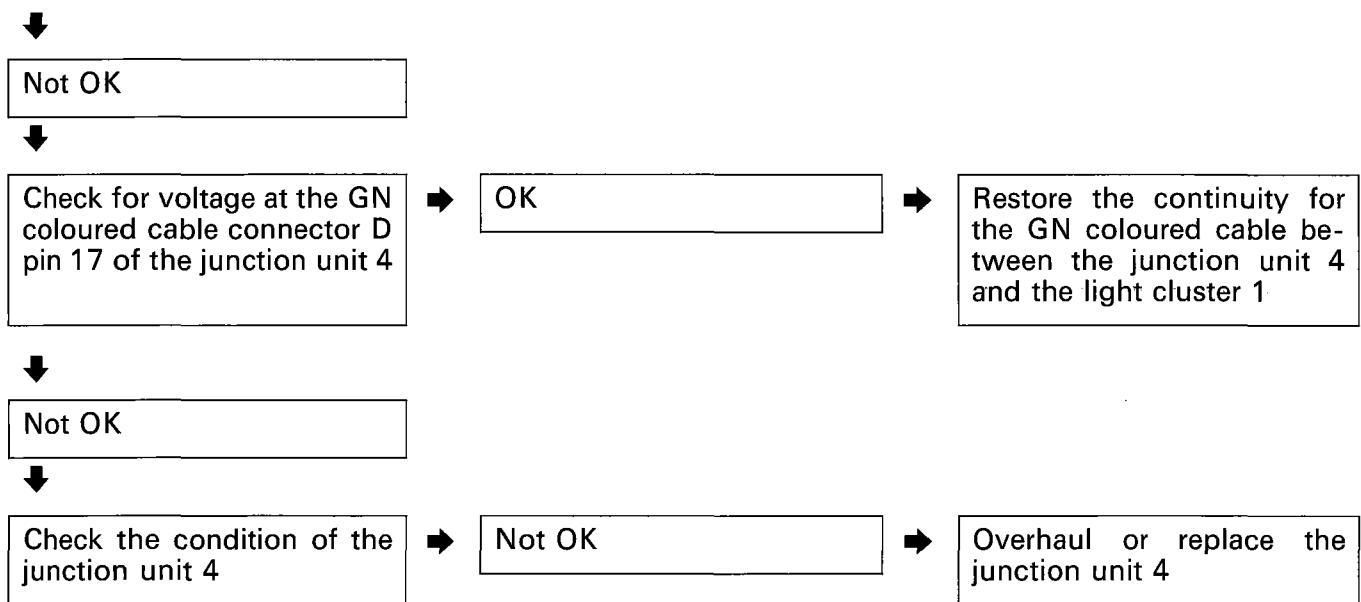 Not OK
Check for voltage at the GN
coloured cable connector D
pin 17 of the junction unit 4
OK
Restore the continuity for
the GN coloured cable be-
tween the junction unit 4
and the light cluster 1
Not OK
Check the condition of the
junction unit 4
Not OK
Overhaul or replace the
junction unit 4